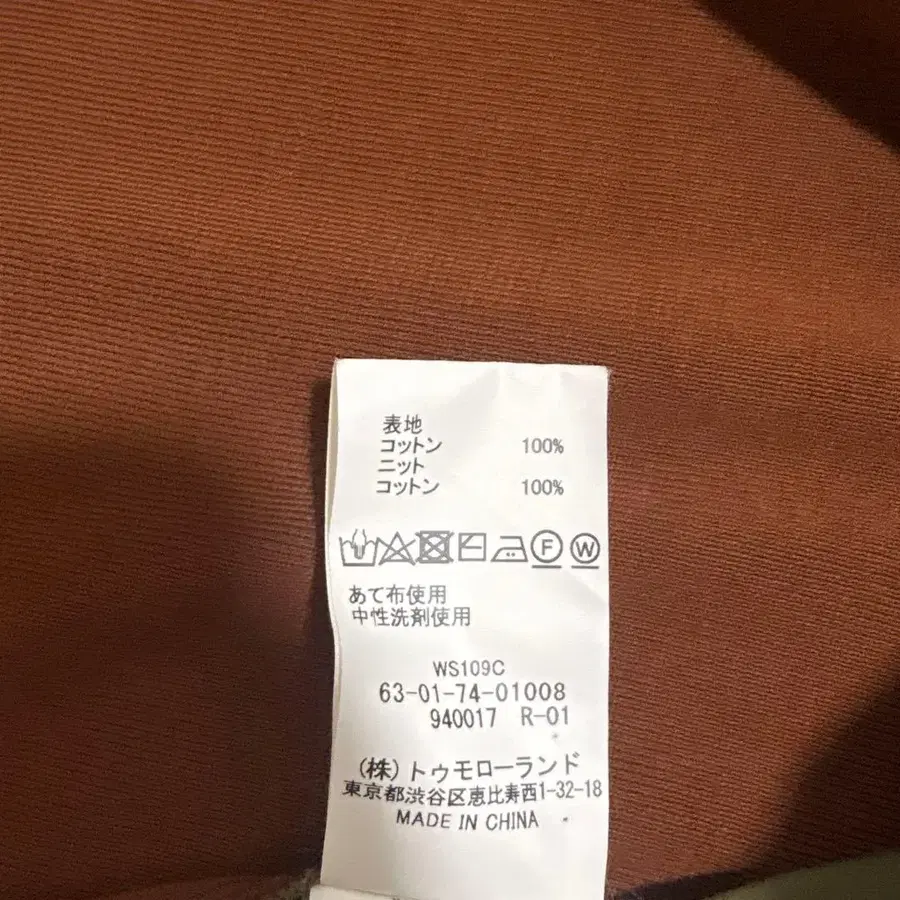 表地
コットン 100%
ニット
コットン 100%
F W
あて布使用
中性洗剤使用
WS109C
63-01-74-01008
940017 R-01
(株)トゥモローランド
東京都渋谷区恵比寿西1-32-18
MADE IN CHINA